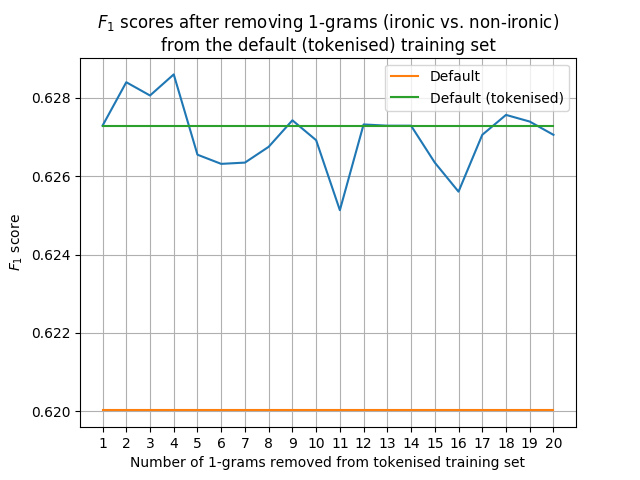 F₁ scores after removing 1-grams (ironic vs. non-ironic)
from the default (tokenised) training set
Default
Default (tokenised)
0.628
0.626
0.624
0.622
0.620
F₁ score
1 2 3 4 5 6 7 8 9 10 11 12 13 14 15 16 17 18 19 20
Number of 1-grams removed from tokenised training set